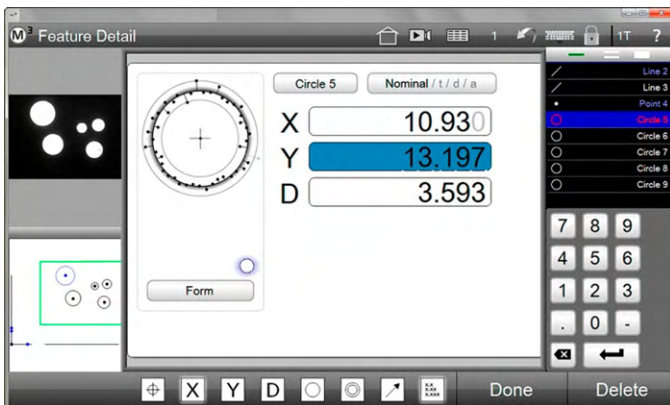 M3 Feature Detail
1
1T
?
Circle 5
Nominal / t / d / a
X 10.930
Y 13.197
D 3.593
Form
Line 2
Line 3
Point 4
Circle 5
Circle 6
Circle 7
Circle 8
Circle 9
7 8 9
4 5 6
1 2 3
. 0 -
X Y D
X.X
X.XX
X.XXX
Done
Delete